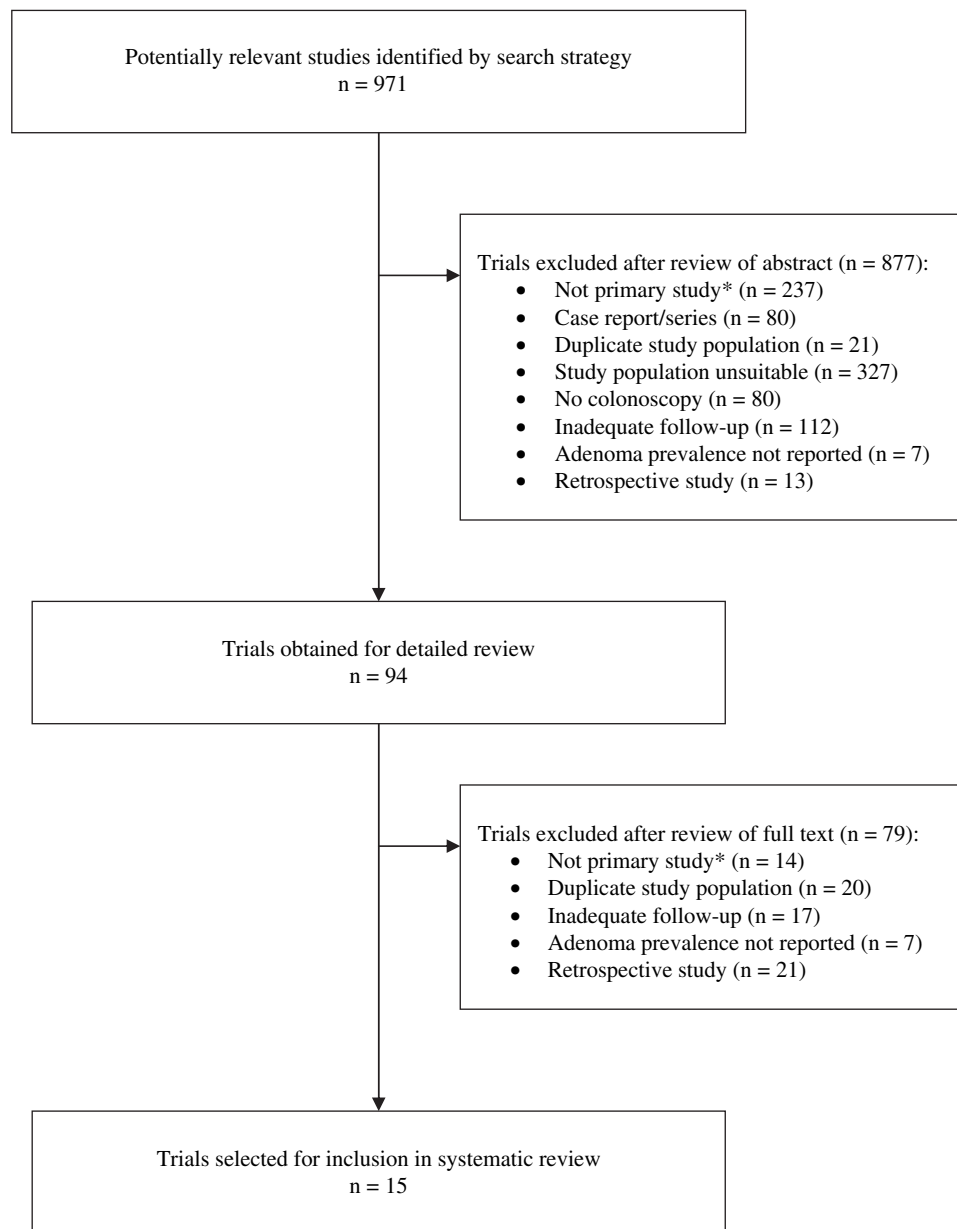 Potentially relevant studies identified by search strategy
n = 971
Trials excluded after review of abstract (n = 877):
• Not primary study* (n = 237)
• Case report/series (n = 80)
• Duplicate study population (n = 21)
• Study population unsuitable (n = 327)
• No colonoscopy (n = 80)
• Inadequate follow-up (n = 112)
• Adenoma prevalence not reported (n = 7)
• Retrospective study (n = 13)
Trials obtained for detailed review
n = 94
Trials excluded after review of full text (n = 79):
• Not primary study* (n = 14)
• Duplicate study population (n = 20)
• Inadequate follow-up (n = 17)
• Adenoma prevalence not reported (n = 7)
• Retrospective study (n = 21)
Trials selected for inclusion in systematic review
n = 15